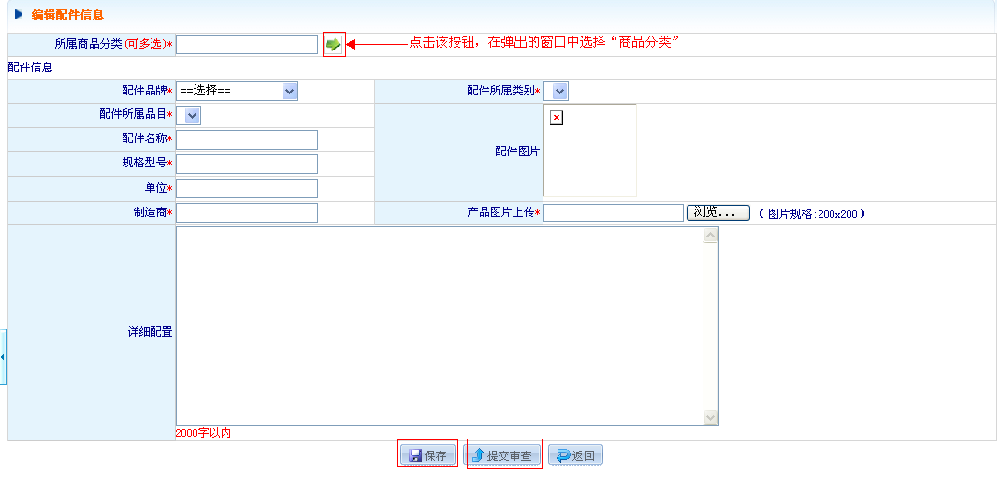 编辑配件信息
所属商品分类(可多选)*
点击该按钮，在弹出的窗口中选择“商品分类”
配件信息
配件品牌* ==选择==
配件所属类别*
配件所属品目*
配件名称*
配件图片
规格型号*
单位*
制造商*
产品图片上传* 浏览... （图片规格:200x200）
详细配置
2000字以内
保存 提交审查 返回